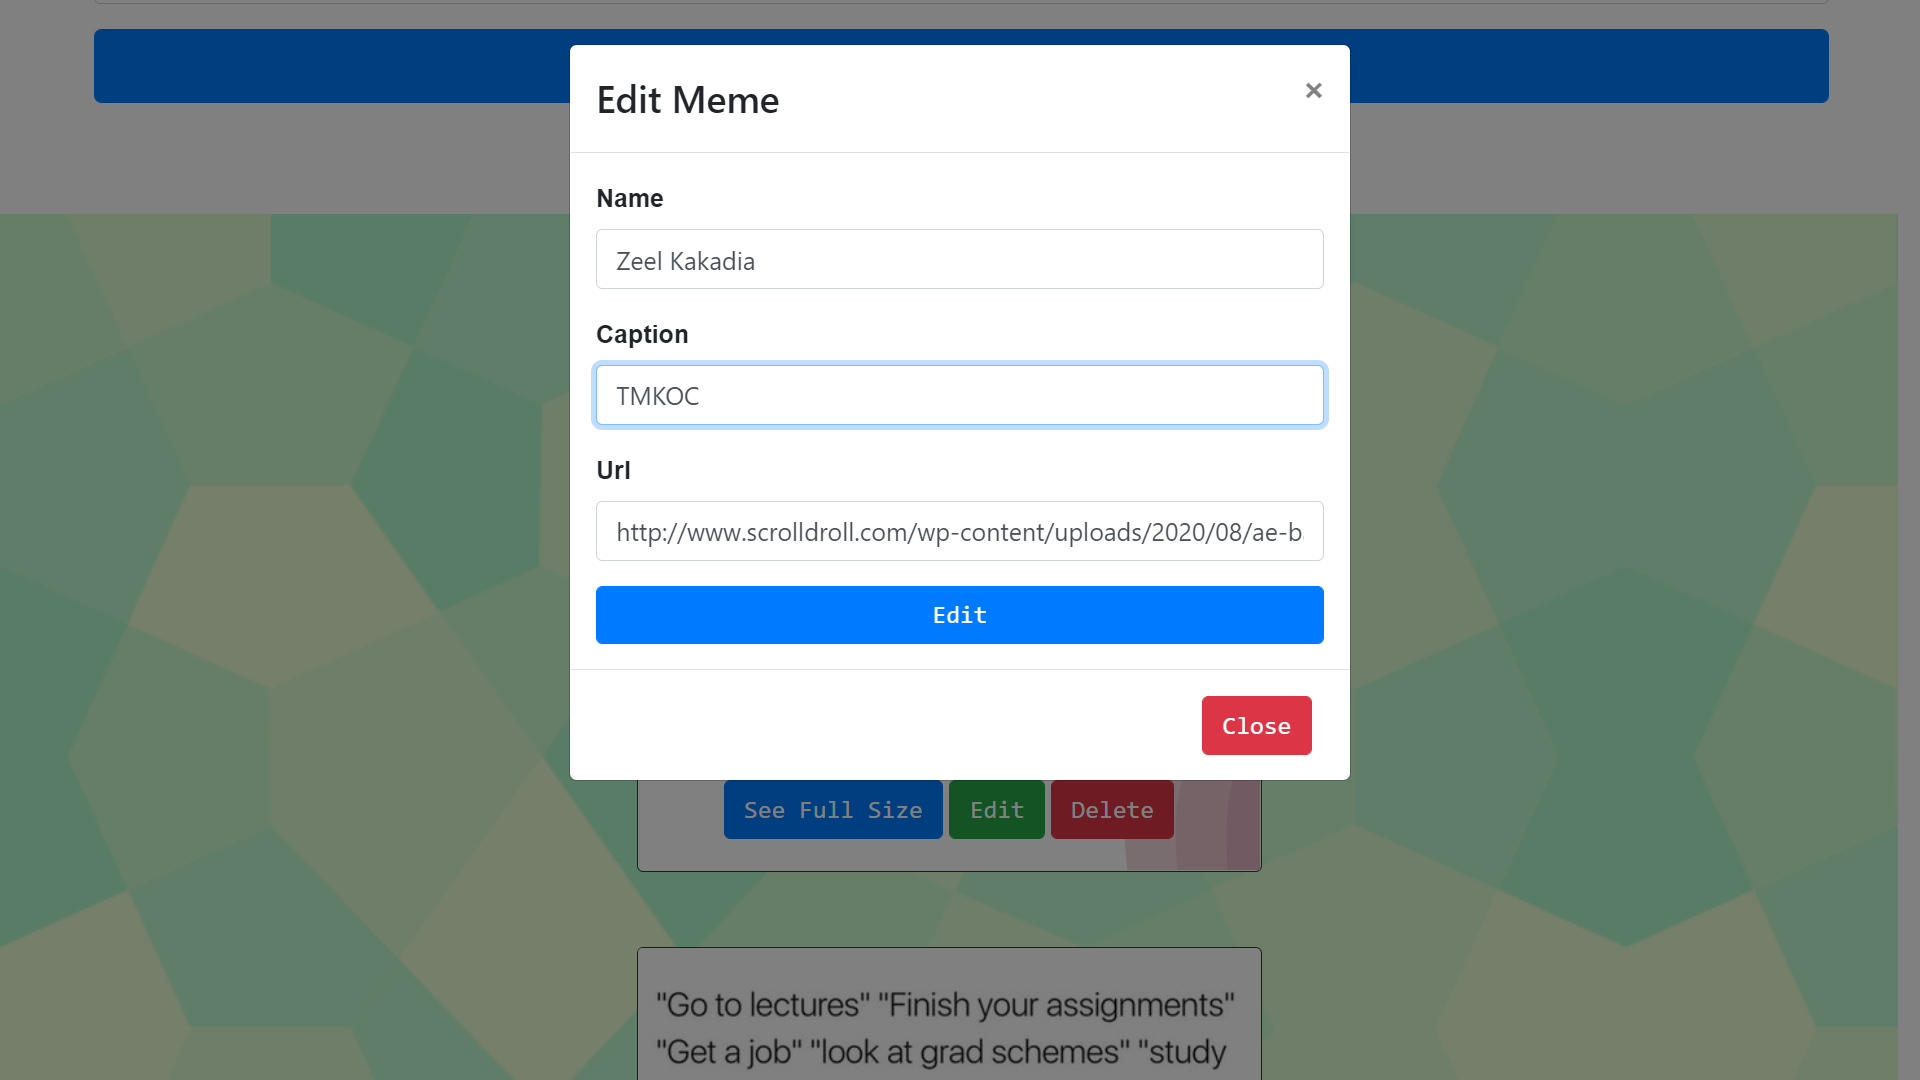 Edit Meme
×
Name
Zeel Kakadia
Caption
TMKOC
Url
http://www.scrolldroll.com/wp-content/uploads/2020/08/ae-b
Edit
Close
See Full Size Edit Delete
"Go to lectures" "Finish your assignments"
"Get a job" "look at grad schemes" "study